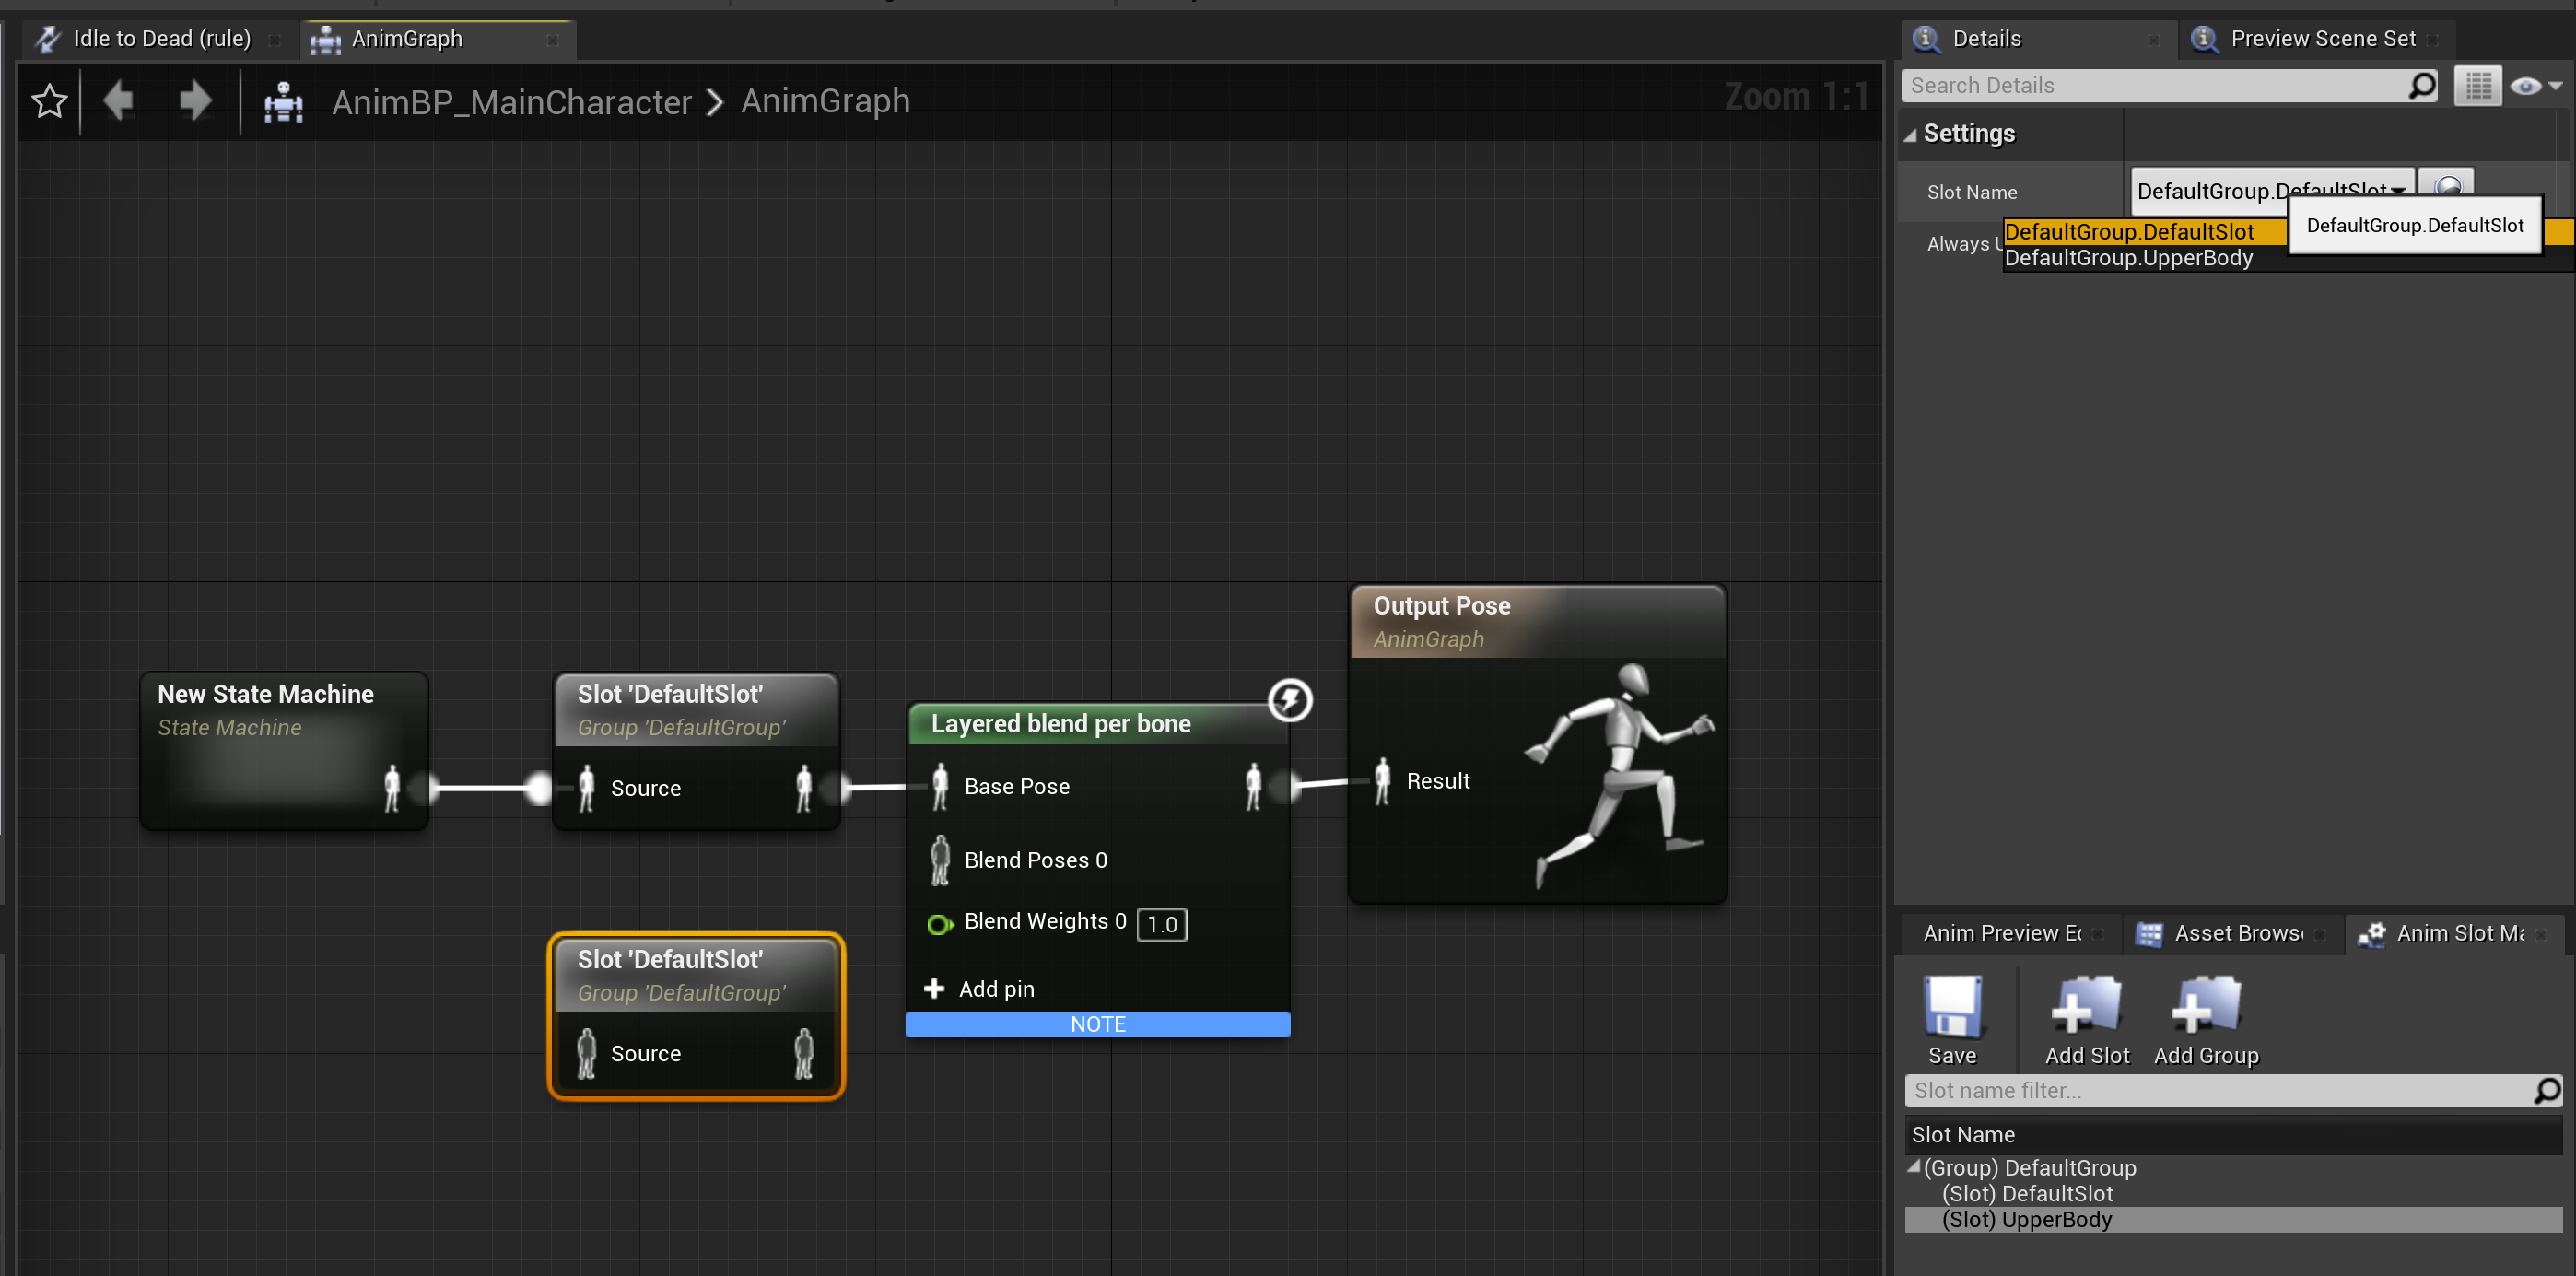 Idle to Dead (rule)
AnimGraph
AnimBP_MainCharacter > AnimGraph
Zoom 1:1
New State Machine
State Machine
Slot 'DefaultSlot'
Group 'DefaultGroup'
Source
Layered blend per bone
Base Pose
Blend Poses 0
Blend Weights 0 1.0
Add pin
NOTE
Output Pose
AnimGraph
Result
Slot 'DefaultSlot'
Group 'DefaultGroup'
Source
Details
Preview Scene Set
Search Details
Settings
Slot Name
DefaultGroup.DefaultSlot
DefaultGroup.DefaultSlot
Always
DefaultGroup.DefaultSlot
DefaultGroup.UpperBody
Anim Preview
Asset
Anim Slot
Save
Add Slot
Add Group
Slot name filter...
Slot Name
(Group) DefaultGroup
(Slot) DefaultSlot
(Slot) UpperBody